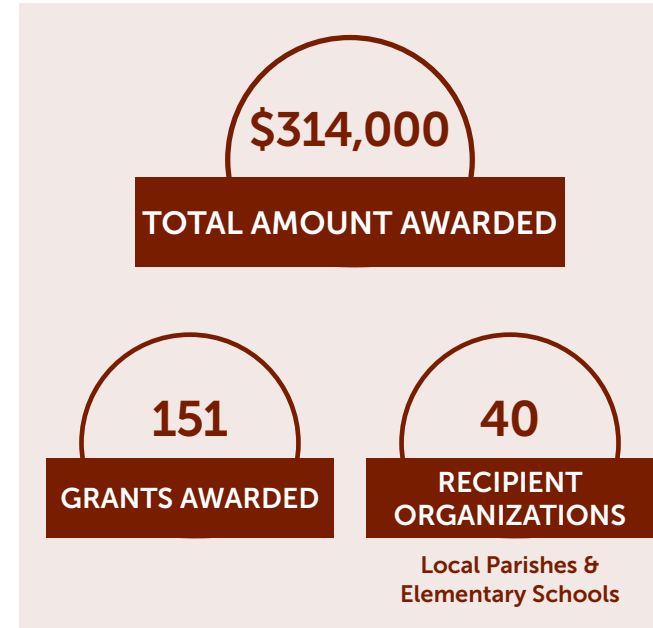 $314,000
TOTAL AMOUNT AWARDED
151
GRANTS AWARDED
40
RECIPIENT
ORGANIZATIONS
Local Parishes &
Elementary Schools